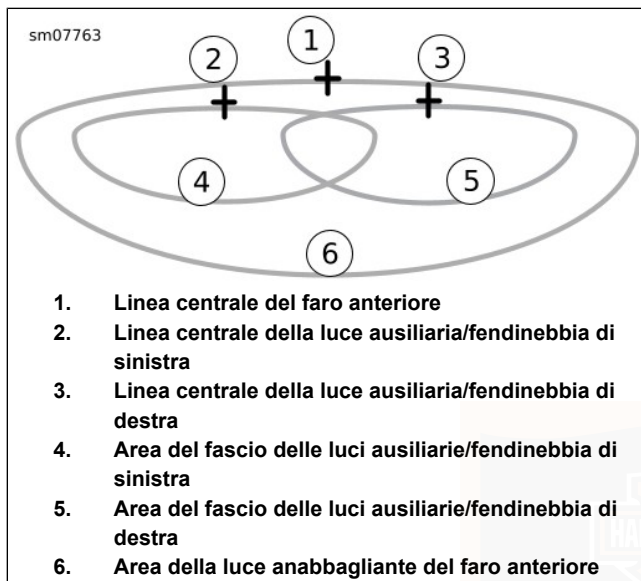 sm07763
1
2
3
4
5
6
1. Linea centrale del faro anteriore
2. Linea centrale della luce ausiliaria/fendinebbia di
sinistra
3. Linea centrale della luce ausiliaria/fendinebbia di
destra
4. Area del fascio delle luci ausiliarie/fendinebbia di
sinistra
5. Area del fascio delle luci ausiliarie/fendinebbia di
destra
6. Area della luce anabbagliante del faro anteriore